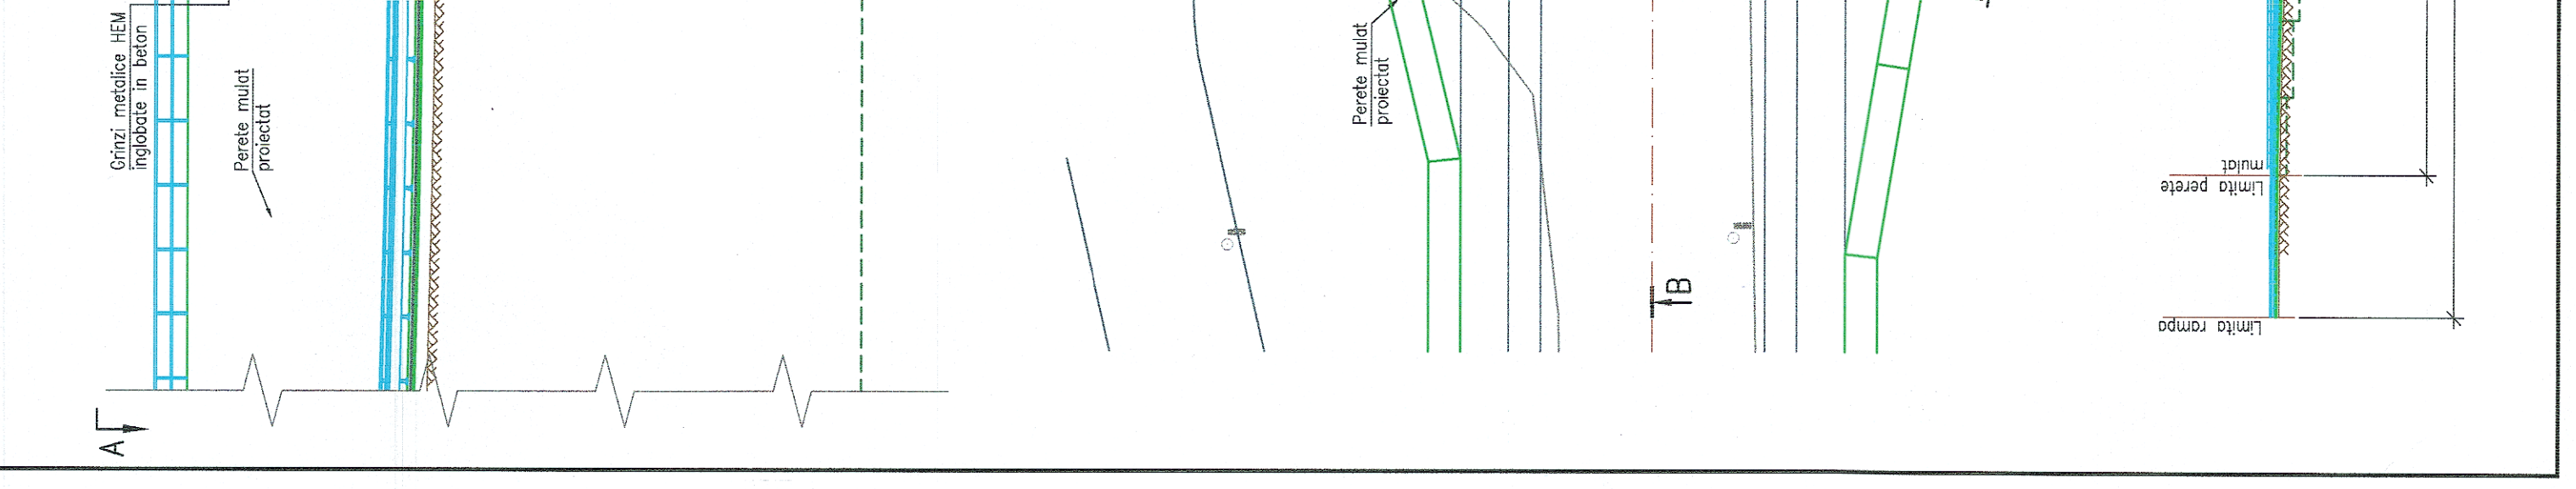 Grinzi metalice HEM
inglobate in beton
Perete mulat
proiectat
Perete mulat
proiectat
Limita perete
mulat
Limita rampa
A
B